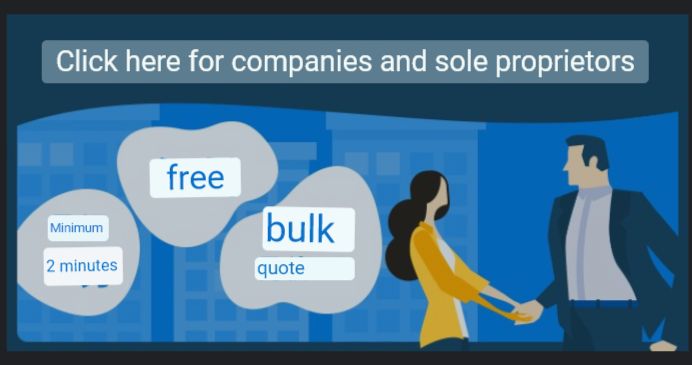 Click here for companies and sole proprietors
free
bulk
quote
Minimum
2 minutes